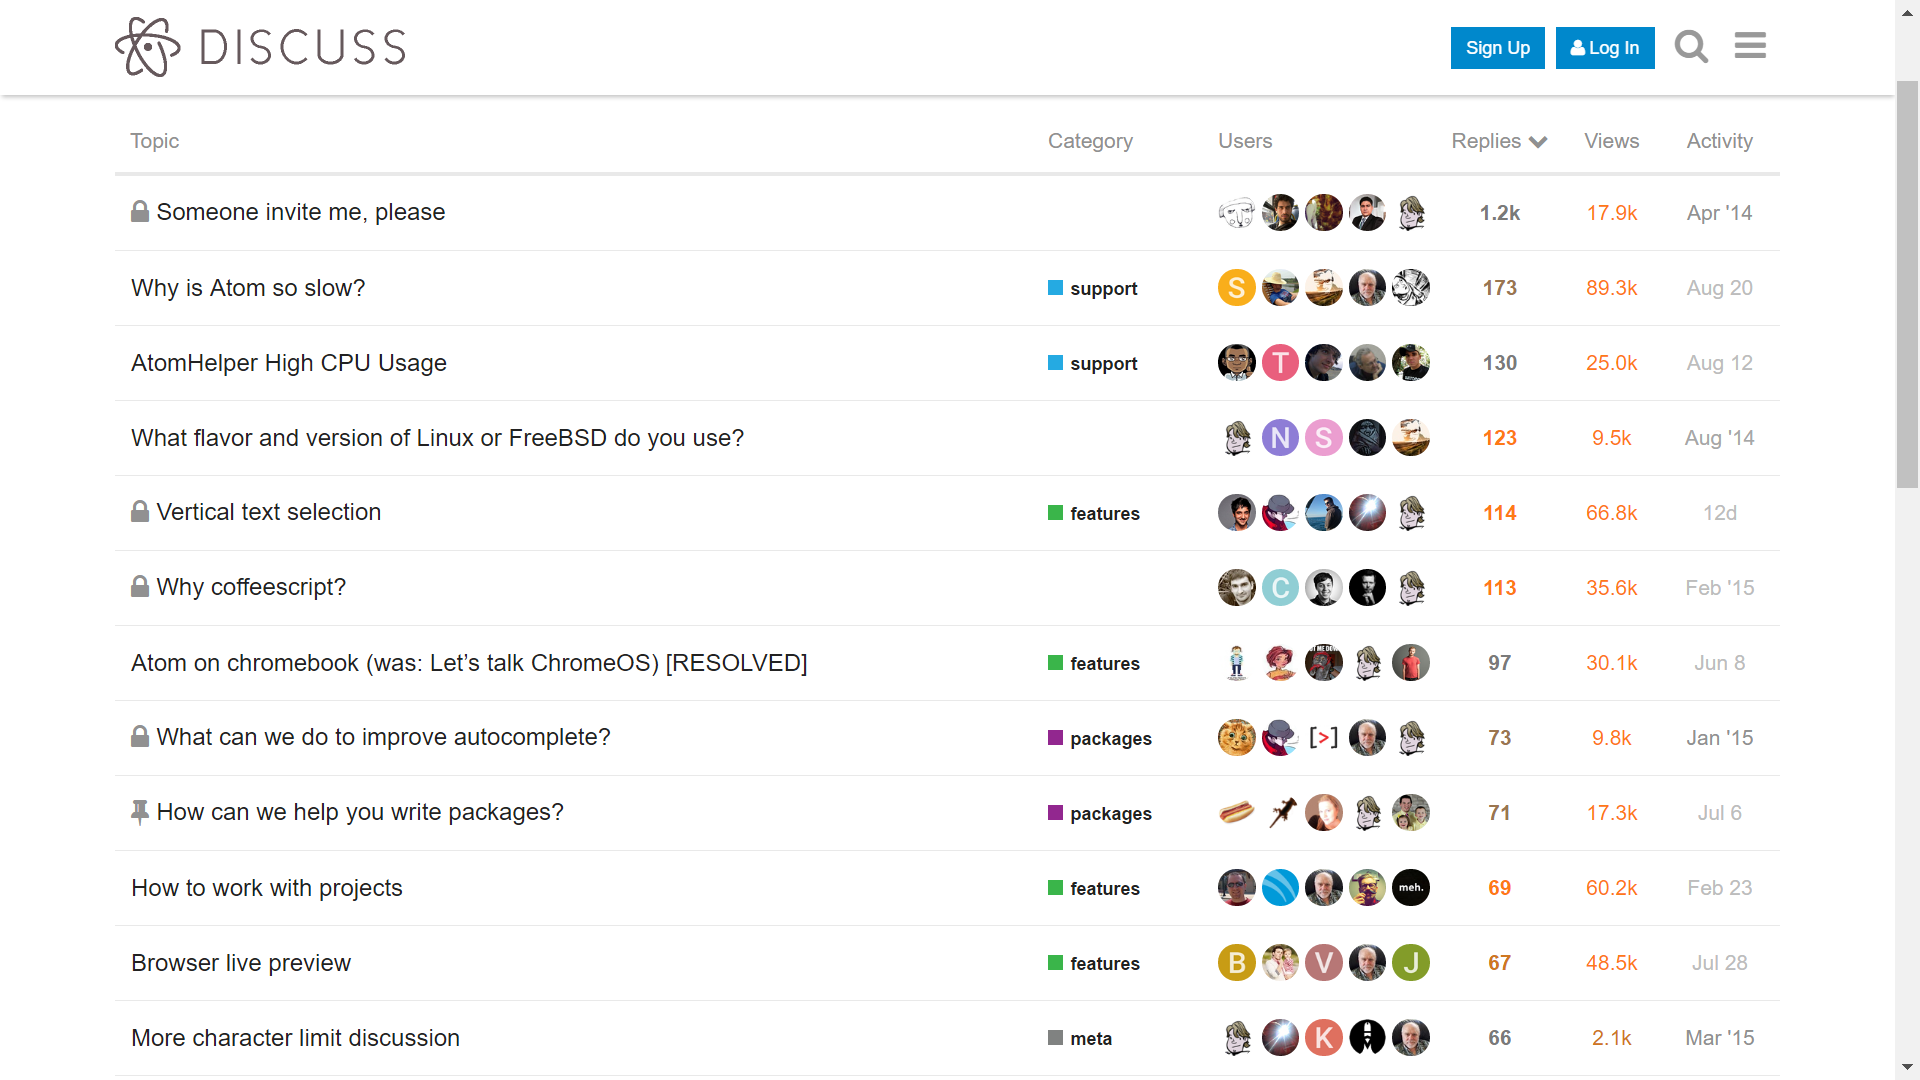 DISCUSS
Sign Up Log In
Topic Category Users Replies Views Activity
Someone invite me, please 1.2k 17.9k Apr '14
Why is Atom so slow? support S 173 89.3k Aug 20
AtomHelper High CPU Usage support T 130 25.0k Aug 12
What flavor and version of Linux or FreeBSD do you use? N S 123 9.5k Aug '14
Vertical text selection features 114 66.8k 12d
Why coffeescript? C 113 35.6k Feb '15
Atom on chromebook (was: Let’s talk ChromeOS) [RESOLVED] features 97 30.1k Jun 8
What can we do to improve autocomplete? packages [>] 73 9.8k Jan '15
How can we help you write packages? packages 71 17.3k Jul 6
How to work with projects features meh. 69 60.2k Feb 23
Browser live preview features B V J 67 48.5k Jul 28
More character limit discussion meta K 66 2.1k Mar '15